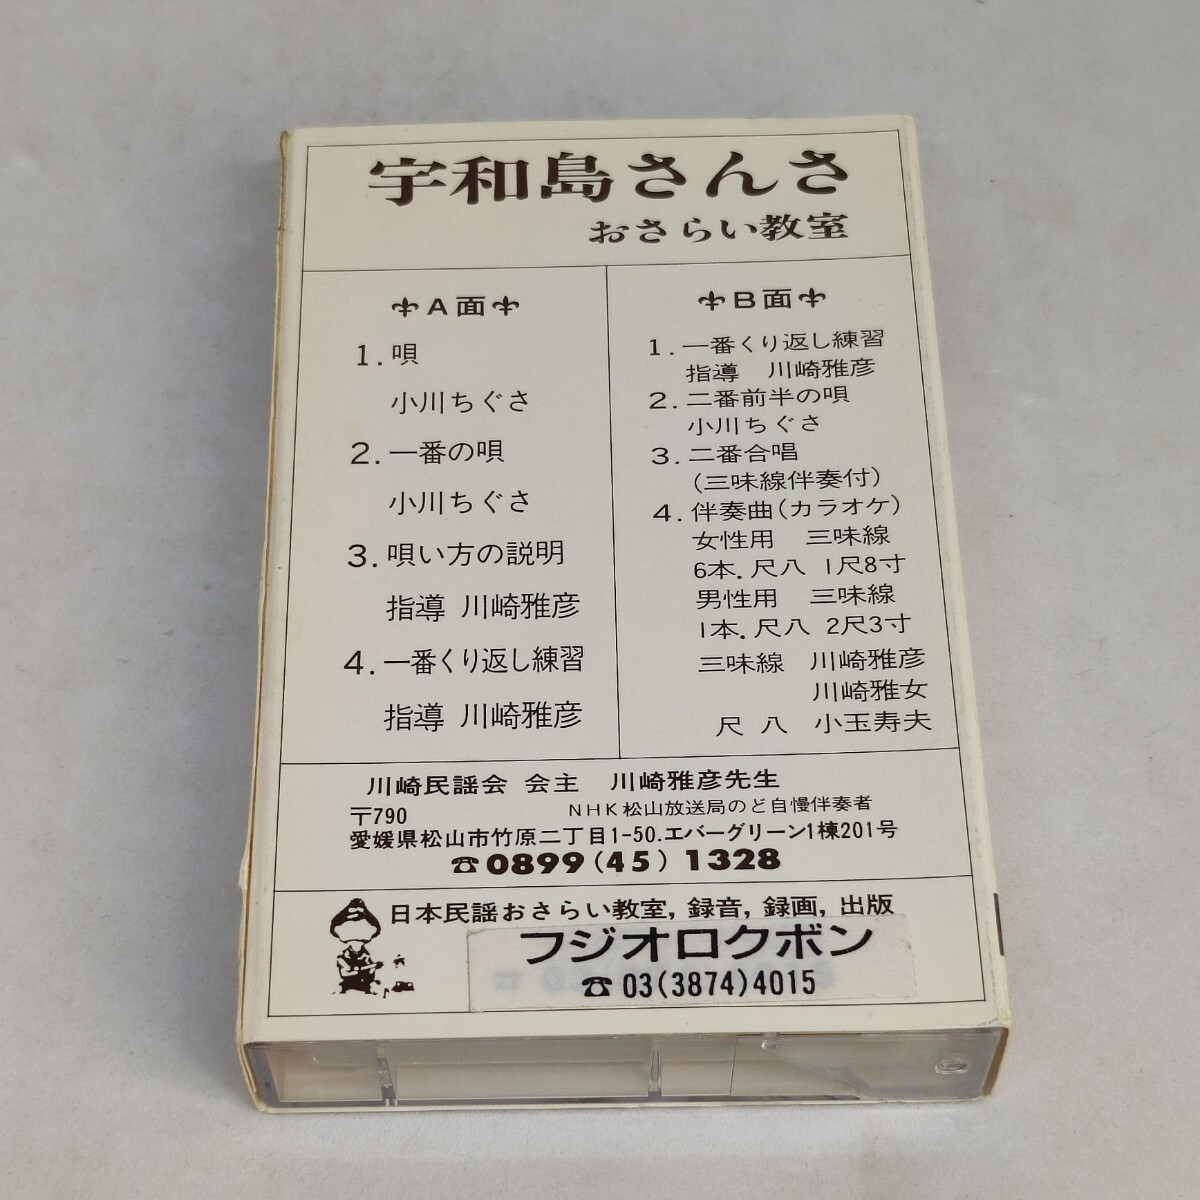 宇和島さんさ
おさらい教室
A面
1. 唄
小川ちぐさ
2. 一番の唄
小川ちぐさ
3. 唄い方の説明
指導 川崎雅彦
4. 一番くり返し練習
指導 川崎雅彦
B面
1. 一番くり返し練習
指導 川崎雅彦
2. 二番前半の唄
小川ちぐさ
3. 二番合唱
(三味線伴奏付)
4. 伴奏曲(カラオケ)
女性用 三味線
6本. 尺八 1尺8寸
男性用 三味線
1本. 尺八 2尺3寸
三味線 川崎雅彦
川崎雅女
尺八 小玉寿夫
川崎民謡会 会主 川崎雅彦先生
〒790 NHK松山放送局のど自慢伴奏者
愛媛県松山市竹原二丁目1-50. エバーグリーン1棟201号
☎0899(45)1328
日本民謡おさらい教室, 録音, 録画, 出版
フジオロクボン
☎03(3874)4015